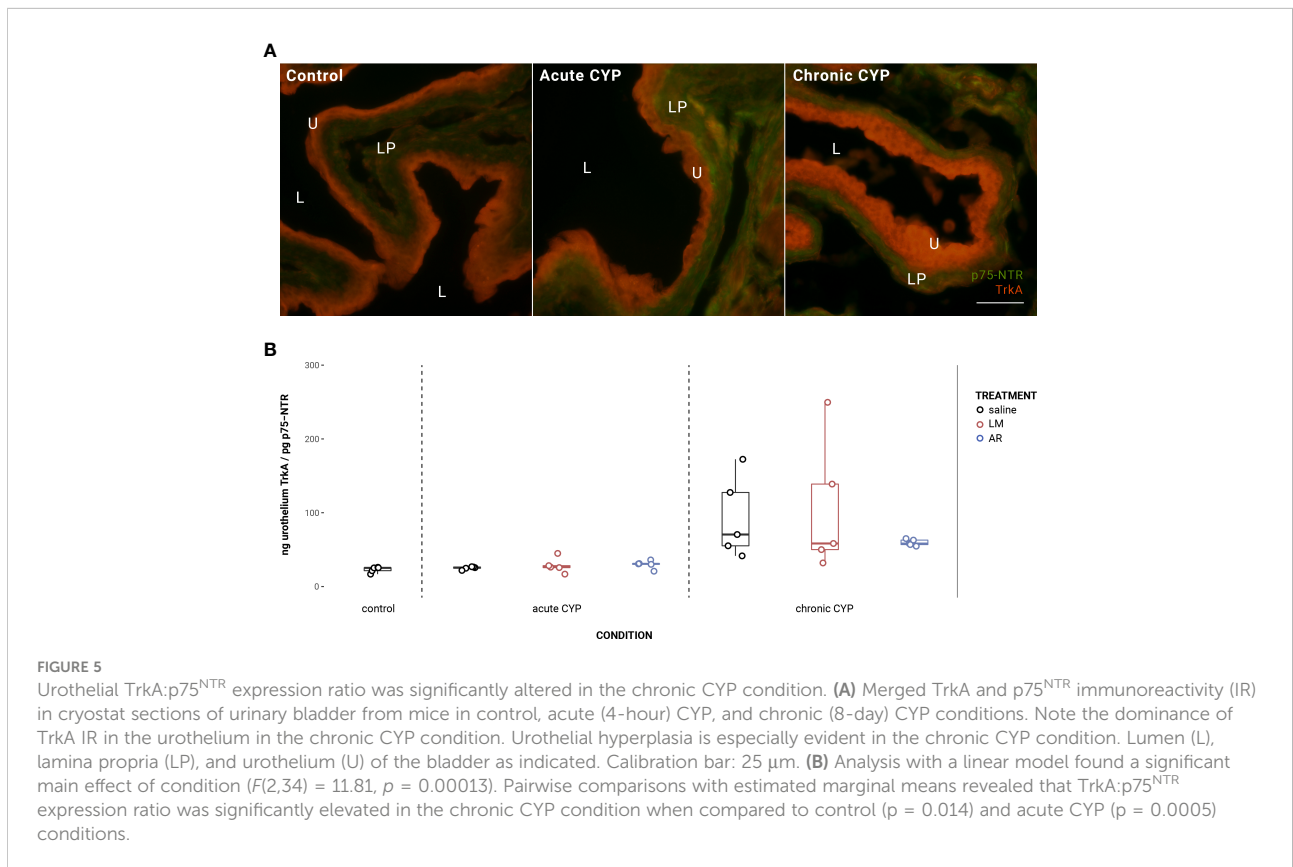 A
Control
Acute CYP
Chronic CYP
U
LP
L
L
LP
L
U
L
U
LP
p75-NTR
TrkA
B
300
200
100
0
ng urothelium TrkA / pg p75-NTR
control
acute CYP
chronic CYP
CONDITION
TREATMENT
saline
LM
AR
FIGURE 5
Urothelial TrkA:p75NTR expression ratio was significantly altered in the chronic CYP condition. (A) Merged TrkA and p75NTR immunoreactivity (IR)
in cryostat sections of urinary bladder from mice in control, acute (4-hour) CYP, and chronic (8-day) CYP conditions. Note the dominance of
TrkA IR in the urothelium in the chronic CYP condition. Urothelial hyperplasia is especially evident in the chronic CYP condition. Lumen (L),
lamina propria (LP), and urothelium (U) of the bladder as indicated. Calibration bar: 25 μm. (B) Analysis with a linear model found a significant
main effect of condition (F(2,34) = 11.81, p = 0.00013). Pairwise comparisons with estimated marginal means revealed that TrkA:p75NTR
expression ratio was significantly elevated in the chronic CYP condition when compared to control (p = 0.014) and acute CYP (p = 0.0005)
conditions.